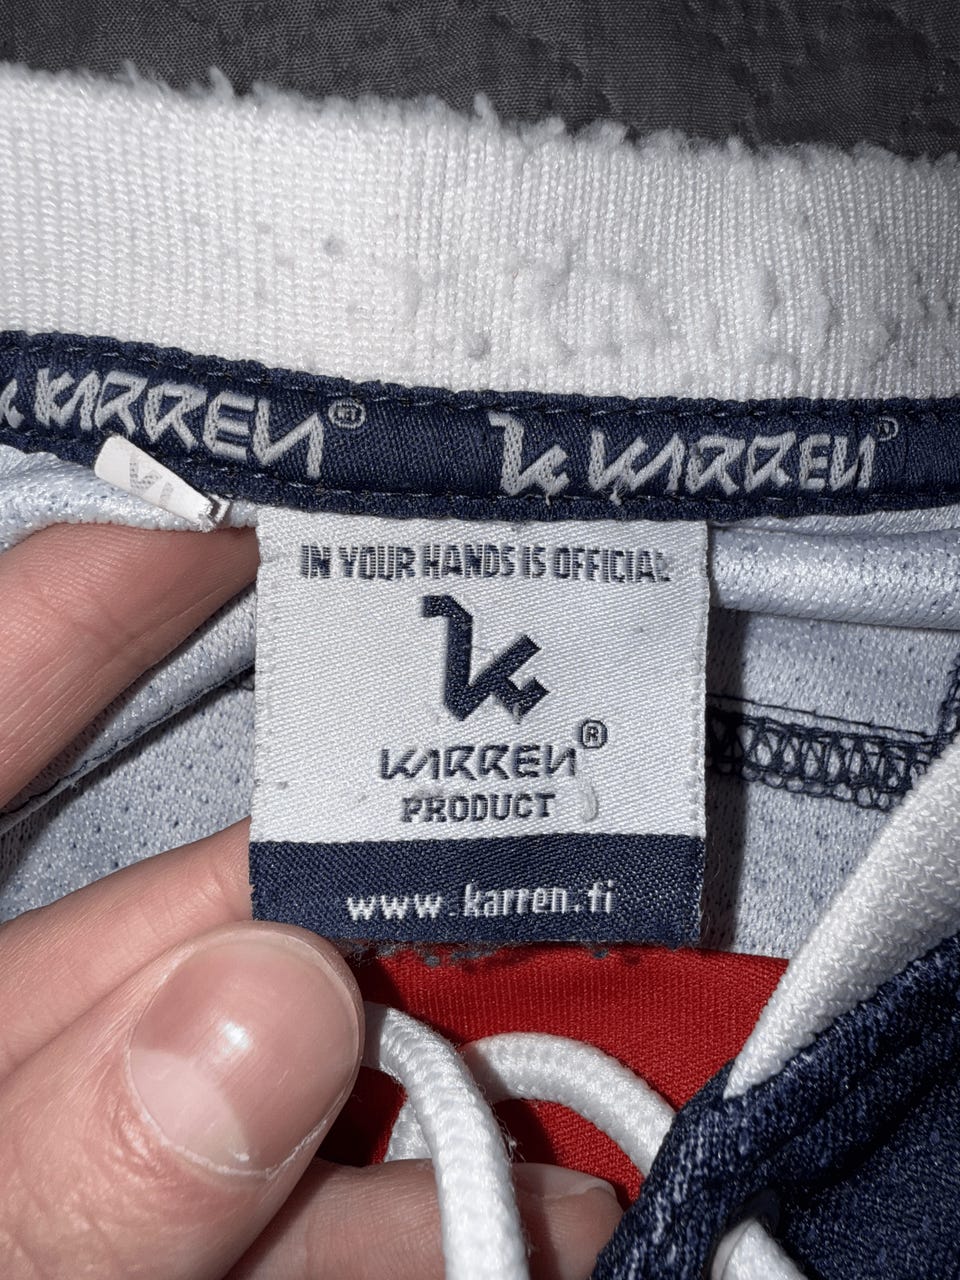 KARREN®
k KARREN®
IN YOUR HANDS IS OFFICIAL
k
KARREN®
PRODUCT
www.karren.fi